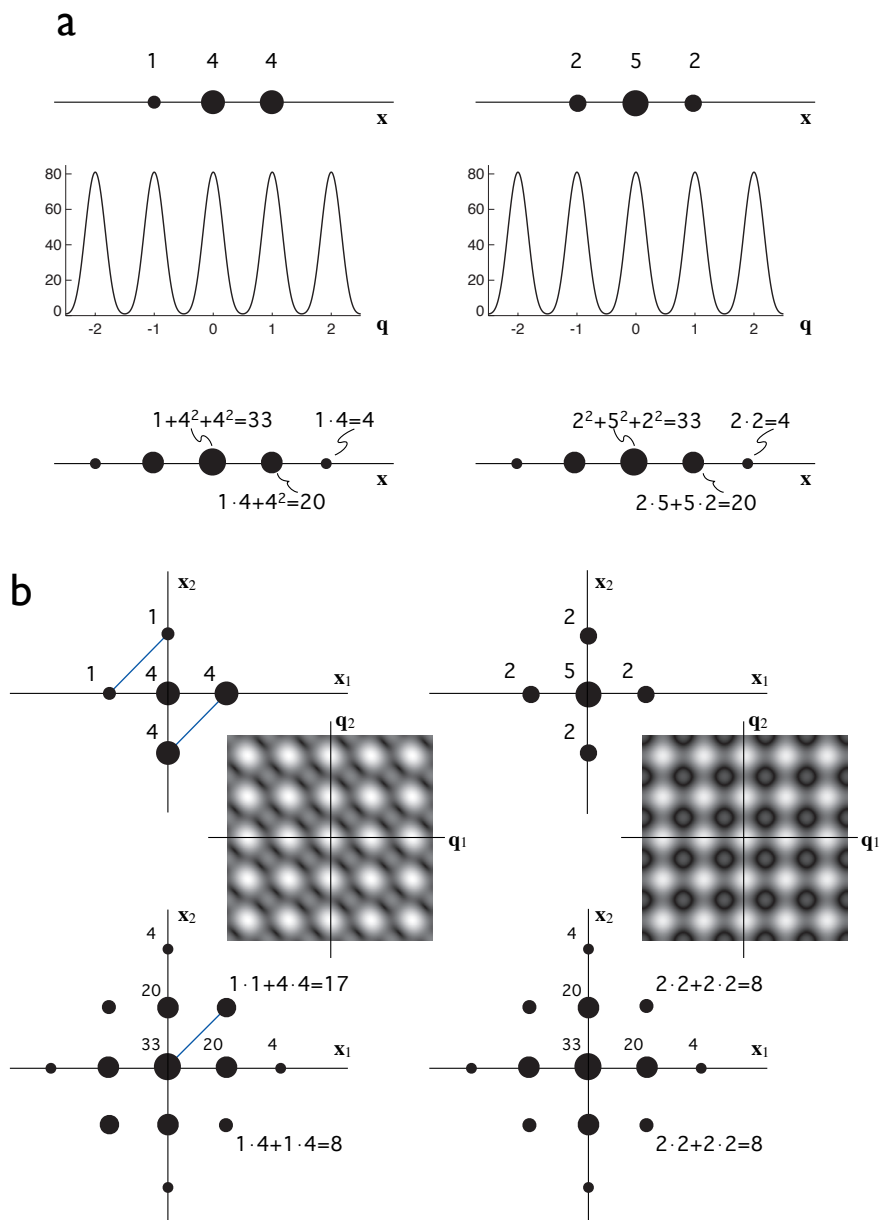 a
1 4 4
2 5 2
x
x
80
60
40
20
0
-2 -1 0 1 2
q
80
60
40
20
0
-2 -1 0 1 2
q
1+4²+4²=33
1·4=4
x
1·4+4²=20
2²+5²+2²=33
2·2=4
x
2·5+5·2=20
b
x₂
1
1 4 4
x₁
4
x₂
2
2 5 2
x₁
2
q₂
q₁
q₂
q₁
x₂
4
20
1·1+4·4=17
33 20 4
x₁
1·4+1·4=8
x₂
4
20
2·2+2·2=8
33 20 4
x₁
2·2+2·2=8